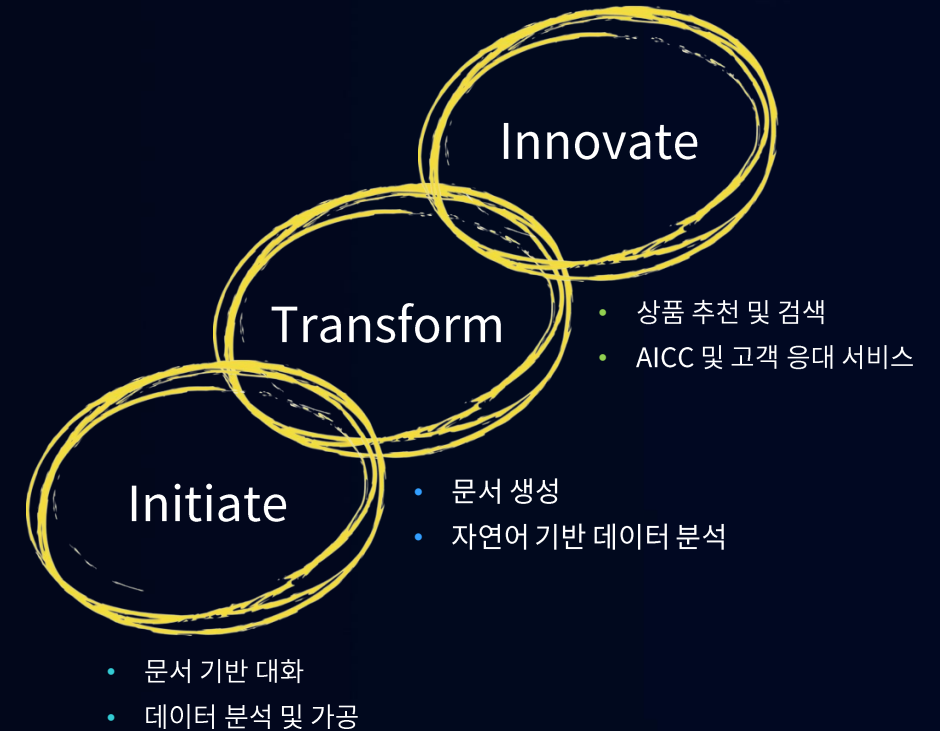 Innovate
• 상품 추천 및 검색
• AICC 및 고객 응대 서비스
Transform
• 문서 생성
• 자연어 기반 데이터 분석
Initiate
• 문서 기반 대화
• 데이터 분석 및 가공